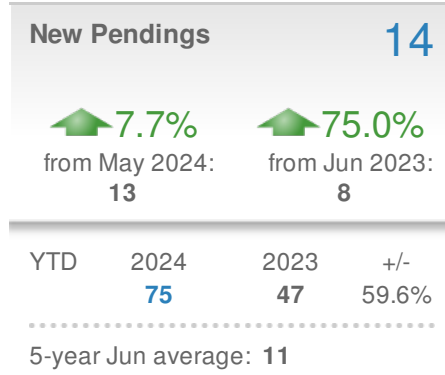 New Pendings 14
7.7% 75.0%
from May 2024: from Jun 2023:
13 8
YTD 2024 2023 +/-
75 47 59.6%
5-year Jun average: 11